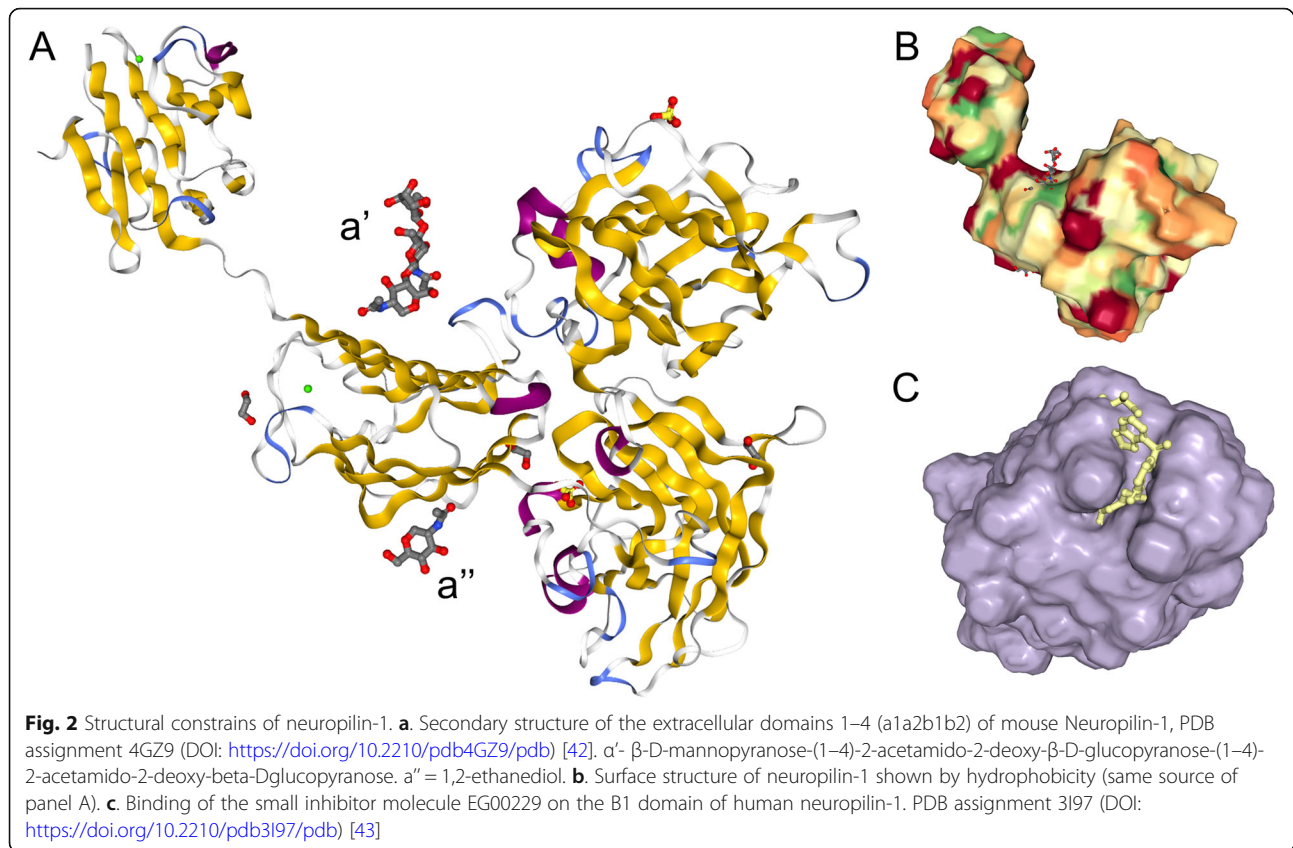 A
B
a’
a’’
C
Fig. 2 Structural constrains of neuropilin-1. a. Secondary structure of the extracellular domains 1–4 (a1a2b1b2) of mouse Neuropilin-1, PDB
assignment 4GZ9 (DOI: https://doi.org/10.2210/pdb4GZ9/pdb) [42]. α’- β-D-mannopyranose-(1–4)-2-acetamido-2-deoxy-β-D-glucopyranose-(1–4)-
2-acetamido-2-deoxy-beta-Dglucopyranose. a’’ = 1,2-ethanediol. b. Surface structure of neuropilin-1 shown by hydrophobicity (same source of
panel A). c. Binding of the small inhibitor molecule EG00229 on the B1 domain of human neuropilin-1. PDB assignment 3I97 (DOI:
https://doi.org/10.2210/pdb3I97/pdb) [43]